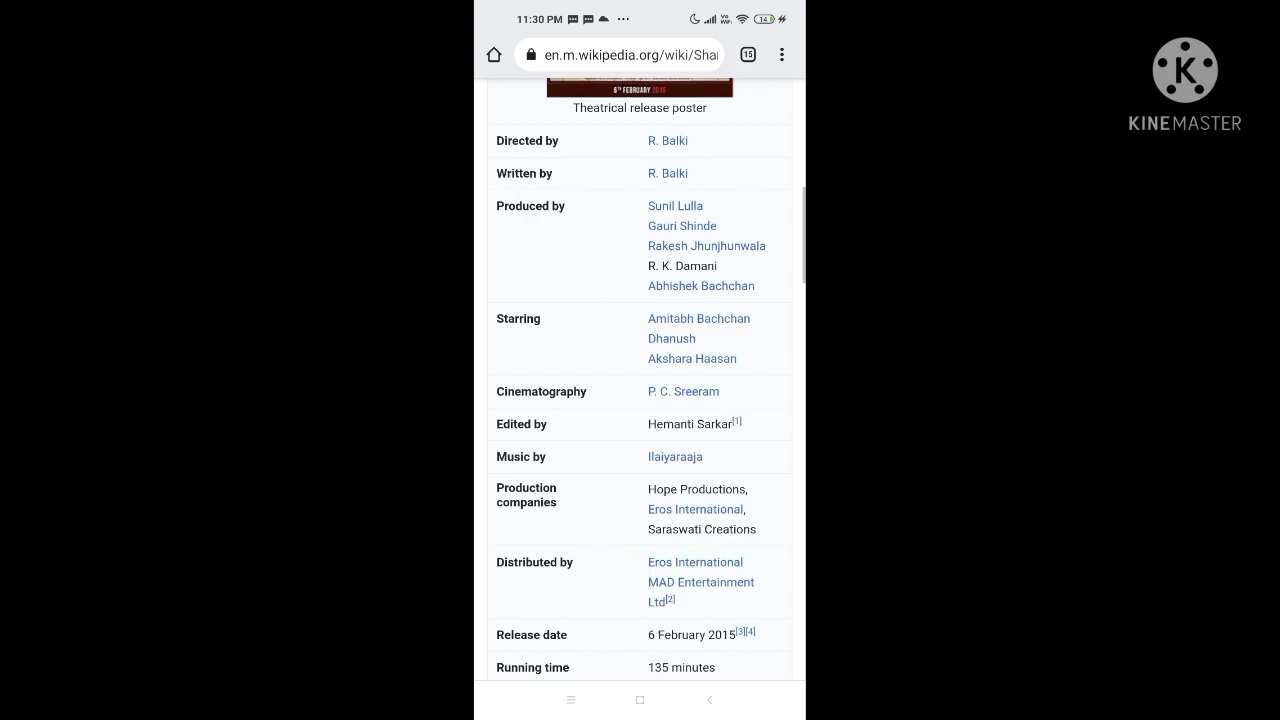 11:30 PM
Vo
WiFi
14
en.m.wikipedia.org/wiki/Sha
15
6TH FEBRUARY 2015
Theatrical release poster
Directed by R. Balki
Written by R. Balki
Produced by Sunil Lulla
Gauri Shinde
Rakesh Jhunjhunwala
R. K. Damani
Abhishek Bachchan
Starring Amitabh Bachchan
Dhanush
Akshara Haasan
Cinematography P. C. Sreeram
Edited by Hemanti Sarkar[1]
Music by Ilaiyaraaja
Production companies Hope Productions,
Eros International,
Saraswati Creations
Distributed by Eros International
MAD Entertainment
Ltd[2]
Release date 6 February 2015[3][4]
Running time 135 minutes
K
KINEMASTER